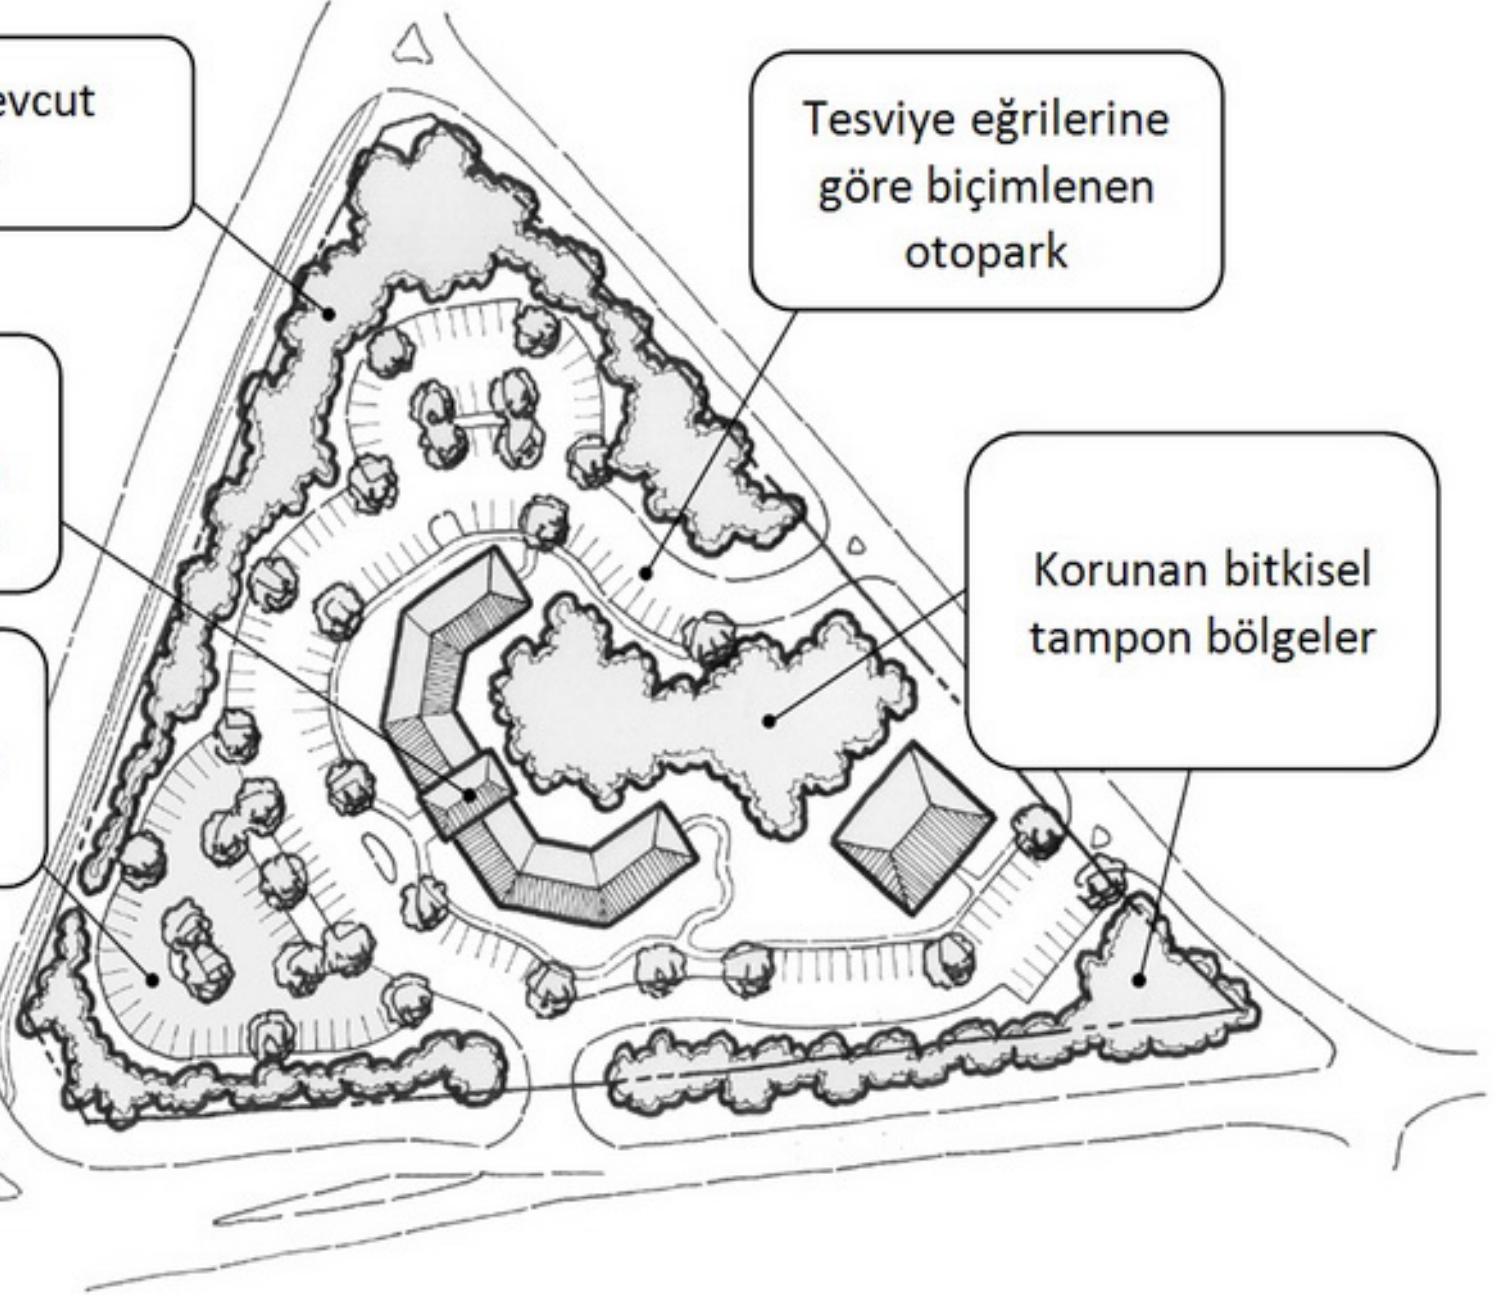 evcut
Tesviye eğrilerine
göre biçimlenen
otopark
Korunan bitkisel
tampon bölgeler